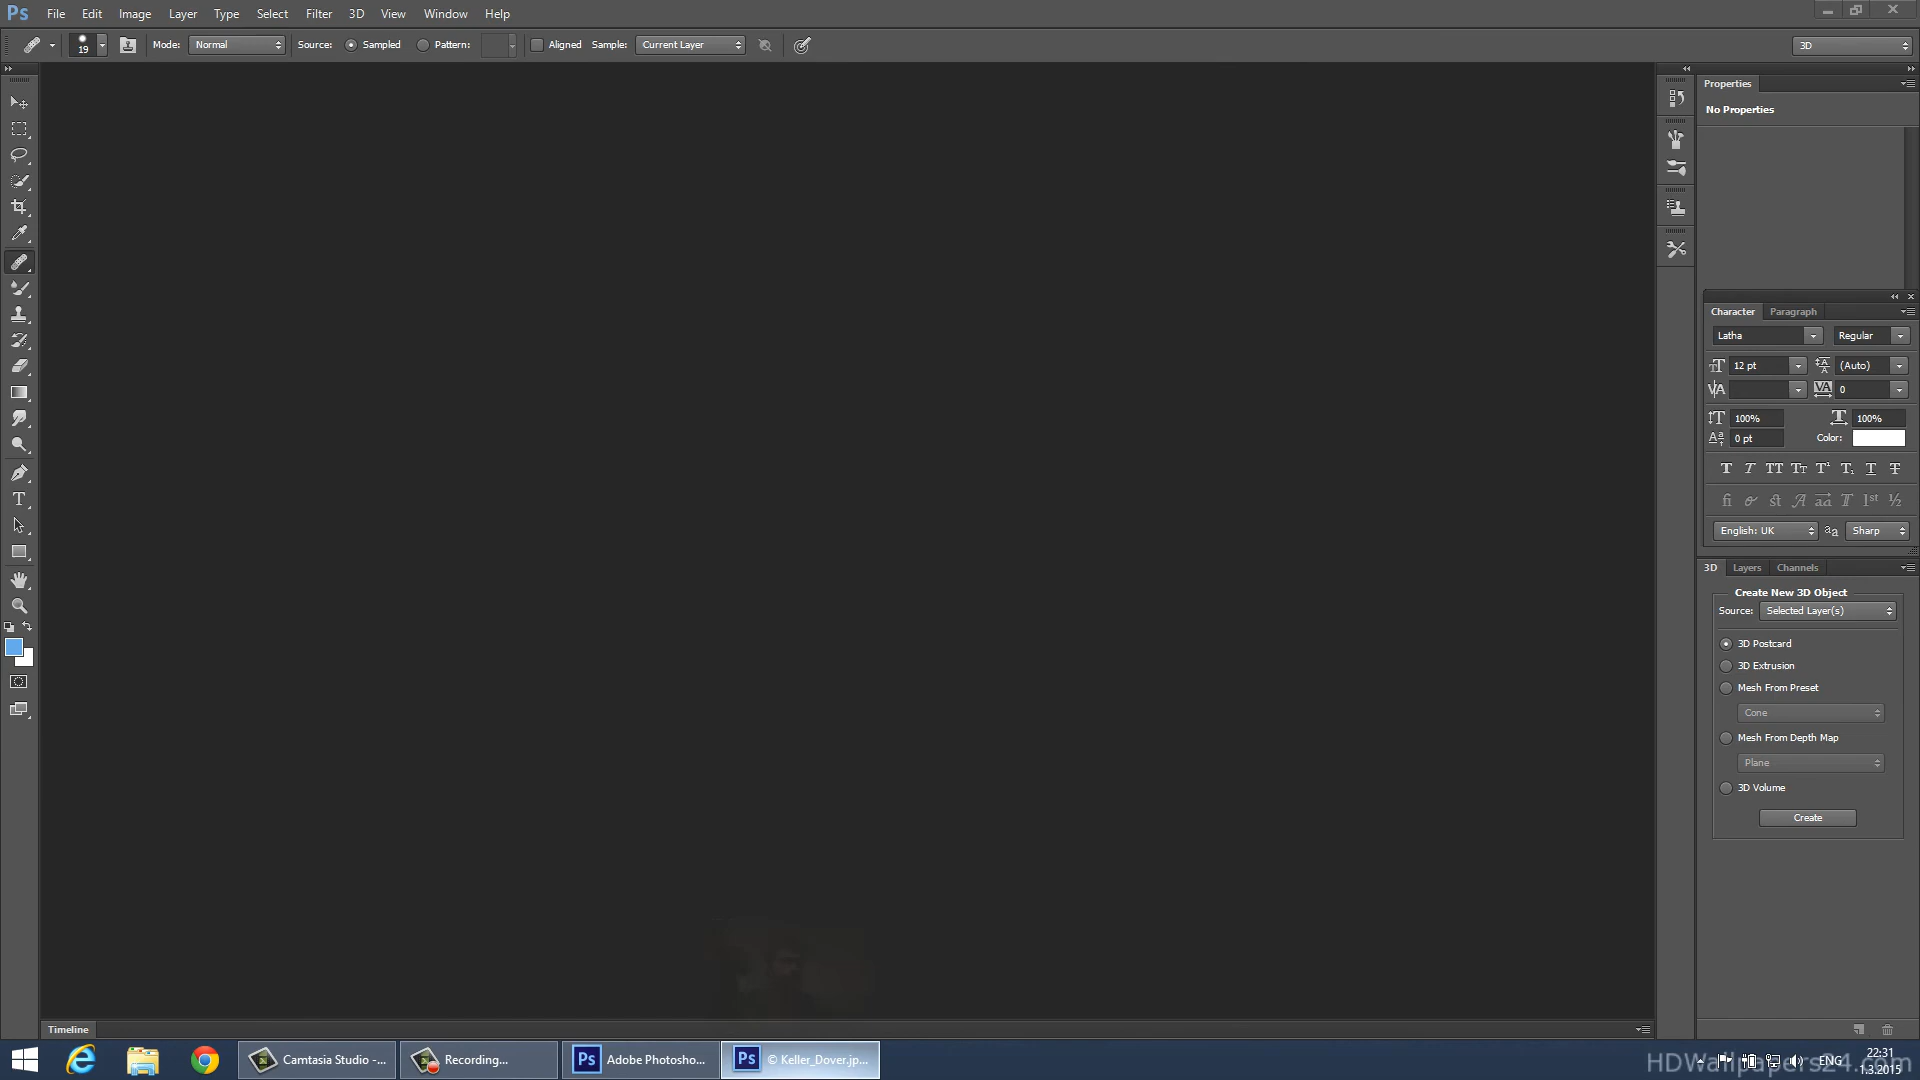 Ps File Edit Image Layer Type Select Filter 3D View Window Help
19 Mode: Normal Source: Sampled Pattern: Aligned Sample: Current Layer 3D
Properties
No Properties
Character Paragraph
Latha Regular
12 pt (Auto)
0
100% 100%
0 pt Color:
English: UK Sharp
3D Layers Channels
Create New 3D Object
Source: Selected Layer(s)
3D Postcard
3D Extrusion
Mesh From Preset
Cone
Mesh From Depth Map
Plane
3D Volume
Create
Timeline
Camtasia Studio -... Recording... Ps Adobe Photosho... Ps © Keller_Dover.jp... ENG 22:31
1.3.2015
HDWallpapers24.com